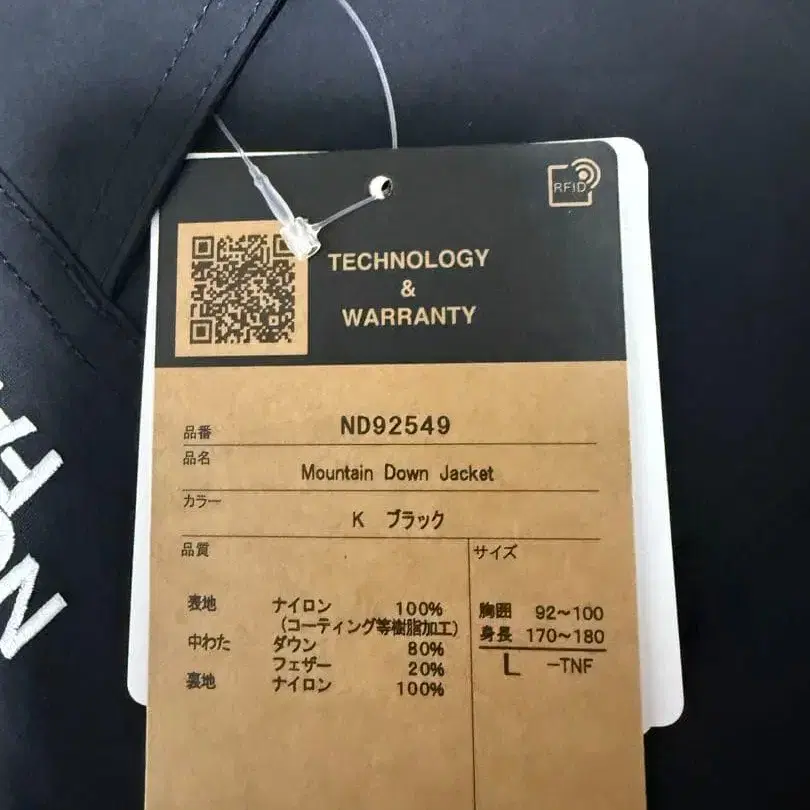 RFID
TECHNOLOGY
&
WARRANTY
品番 ND92549
品名
Mountain Down Jacket
カラー
K ブラック
品質
サイズ
表地 ナイロン 100%
(コーティング等樹脂加工)
中わた ダウン 80%
フェザー 20%
裏地 ナイロン 100%
胸囲 92~100
身長 170~180
L -TNF
NO
F